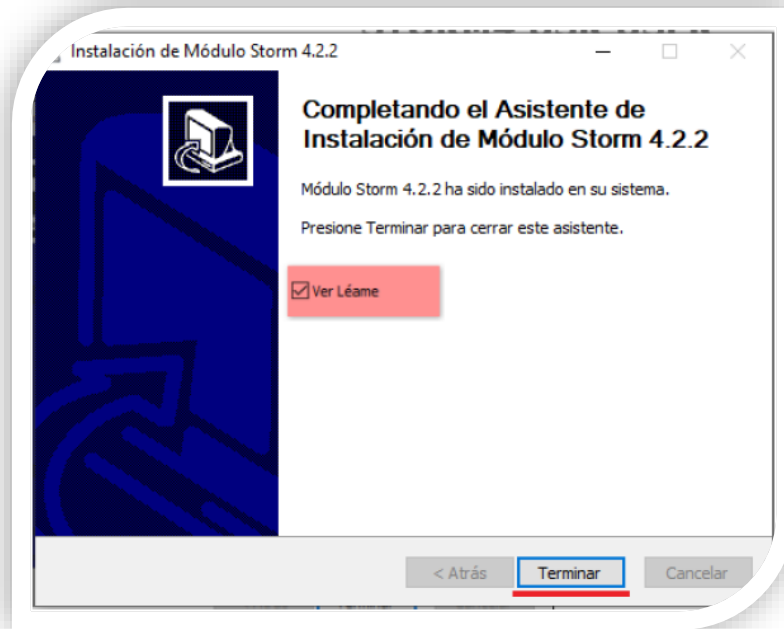 Instalación de Módulo Storm 4.2.2
Completando el Asistente de
Instalación de Módulo Storm 4.2.2
Módulo Storm 4.2.2 ha sido instalado en su sistema.
Presione Terminar para cerrar este asistente.
Ver Léame
< Atrás
Terminar
Cancelar